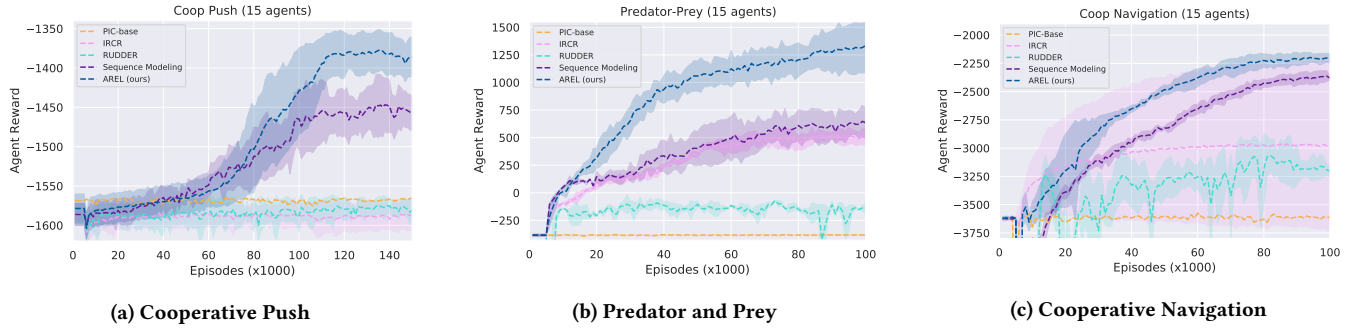 Coop Push (15 agents)
−1350
−1400
−1450
−1500
−1550
−1600
Agent Reward
PIC-base
IRCR
RUDDER
Sequence Modeling
AREL (ours)
0 20 40 60 80 100 120 140
Episodes (x1000)
(a) Cooperative Push
Predator-Prey (15 agents)
1500
1250
1000
750
500
250
0
−250
Agent Reward
PIC-base
IRCR
RUDDER
Sequence Modeling
AREL (ours)
0 20 40 60 80 100
Episodes (x1000)
(b) Predator and Prey
Coop Navigation (15 agents)
−2000
−2250
−2500
−2750
−3000
−3250
−3500
−3750
Agent Reward
PIC-Base
IRCR
RUDDER
Sequence Modeling
AREL (ours)
0 20 40 60 80 100
Episodes (x1000)
(c) Cooperative Navigation